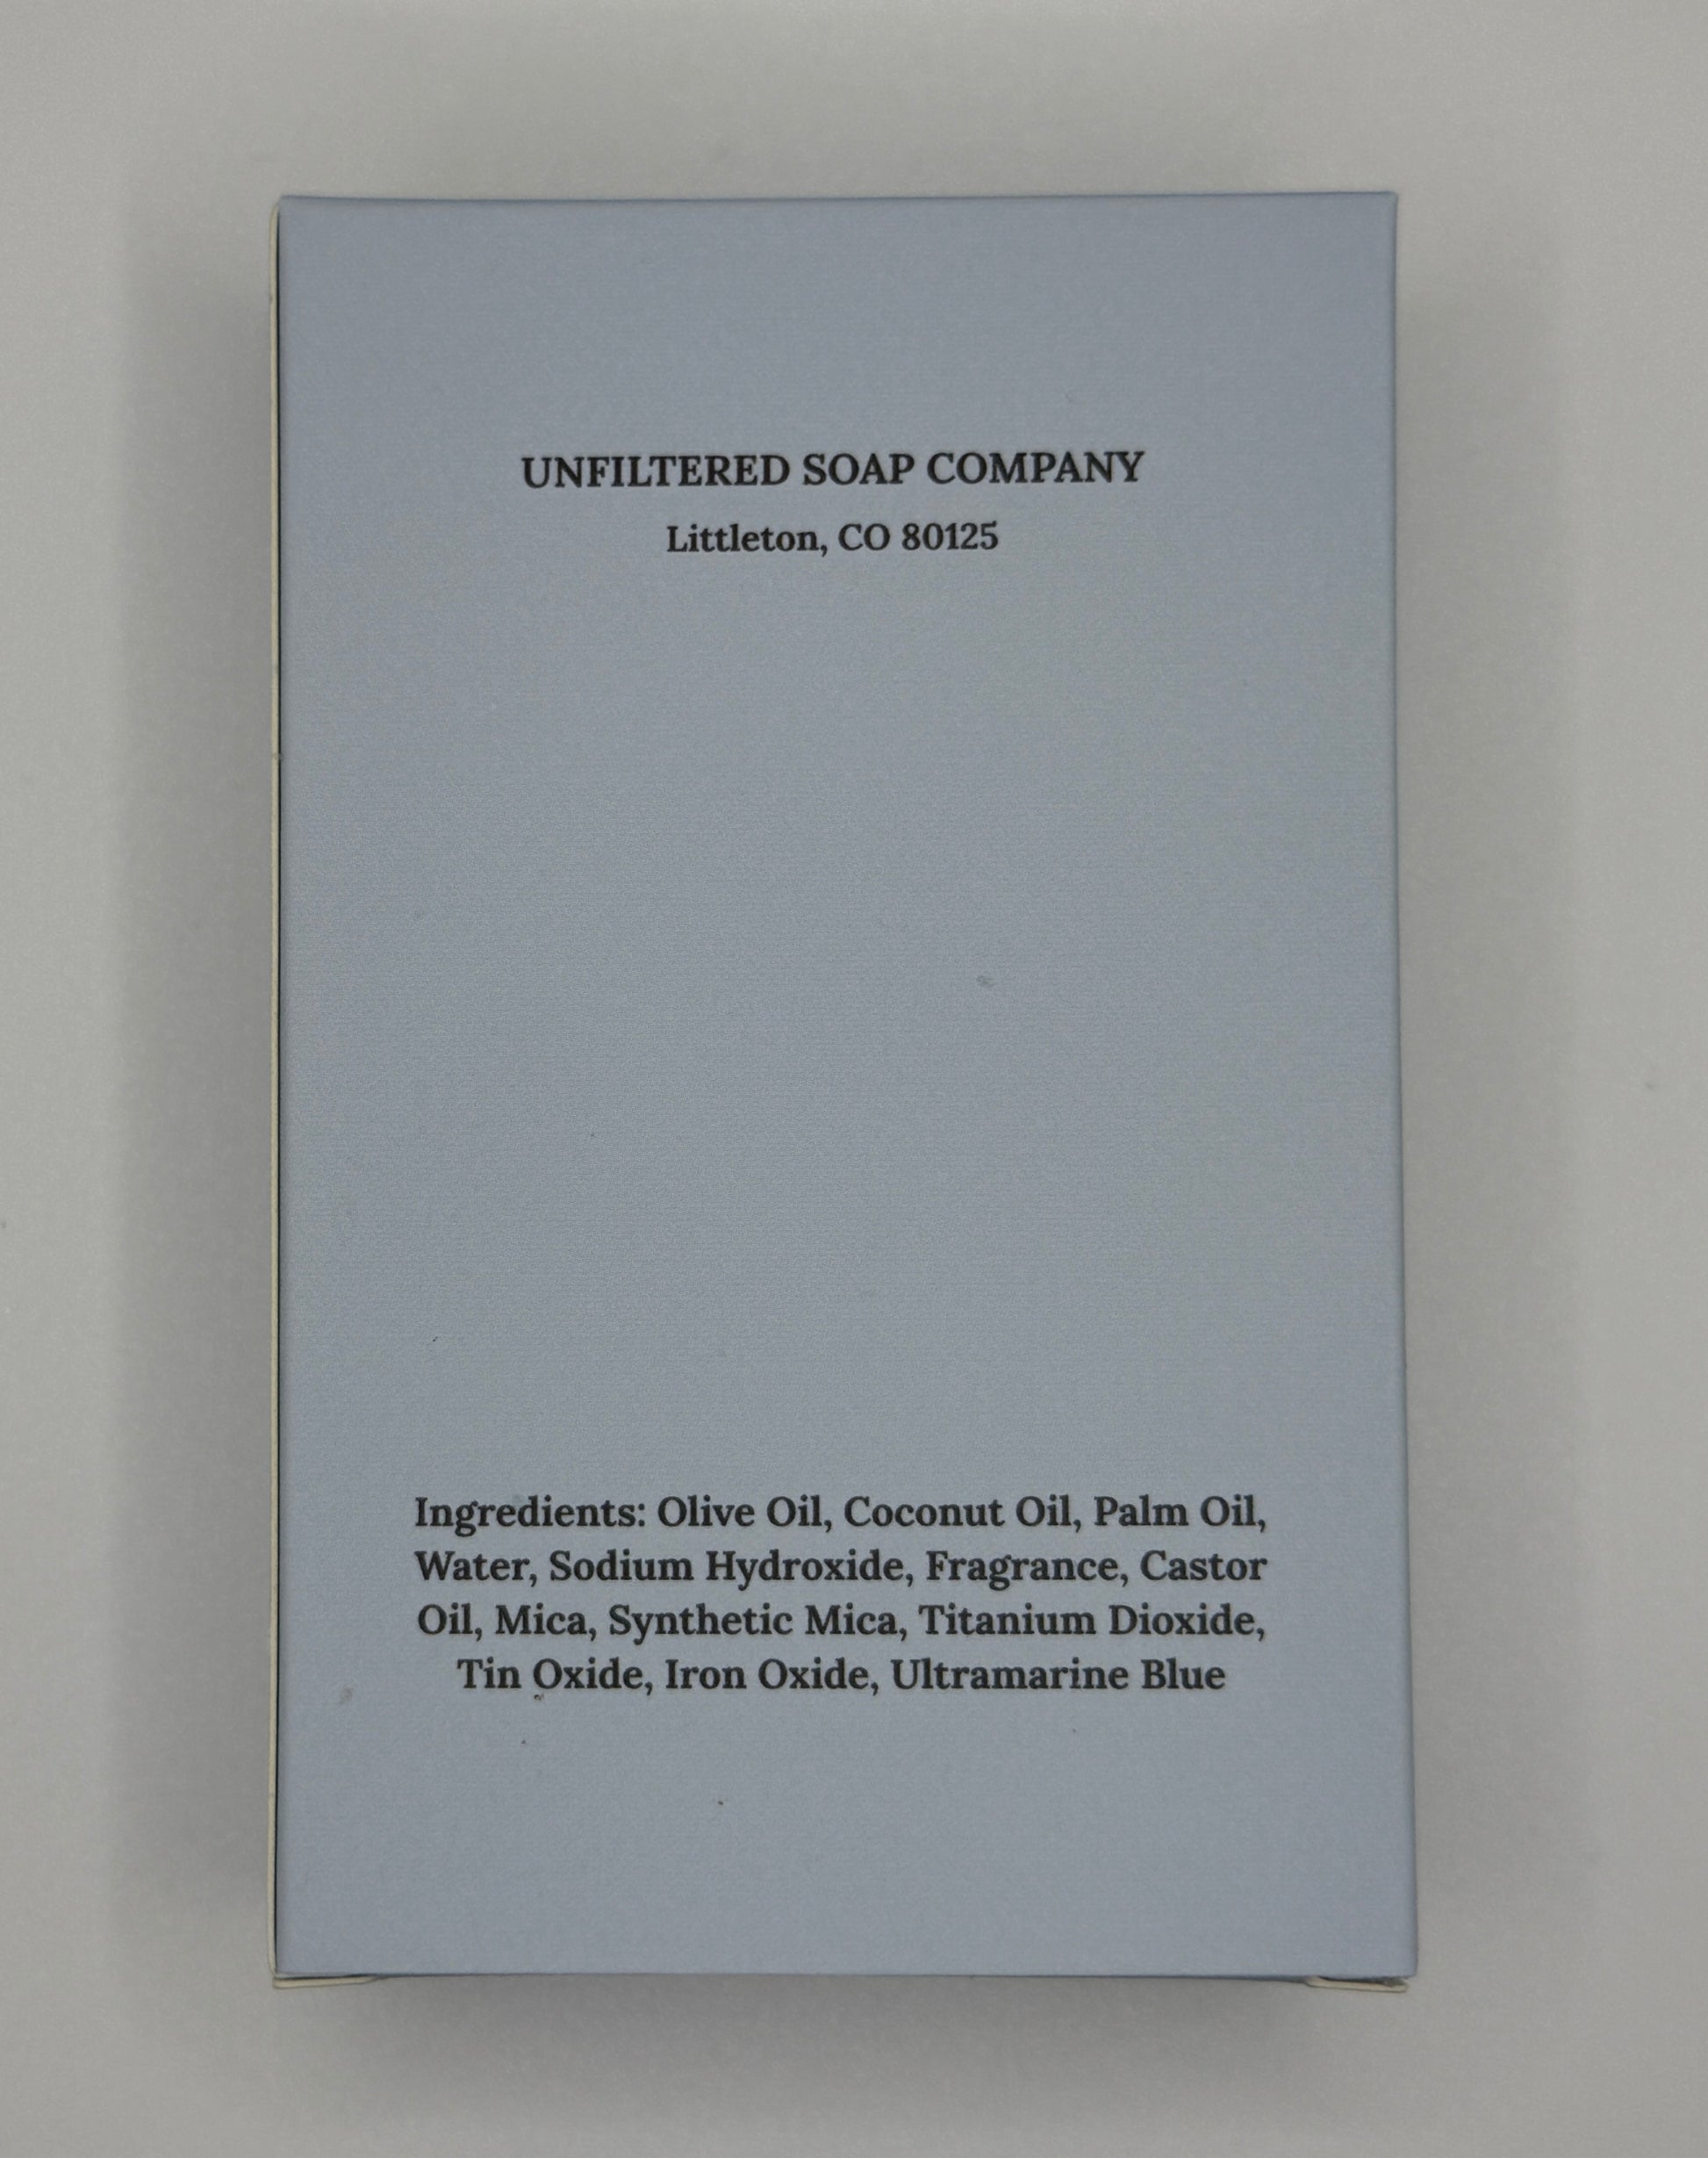 UNFILTERED SOAP COMPANY
Littleton, CO 80125
Ingredients: Olive Oil, Coconut Oil, Palm Oil,
Water, Sodium Hydroxide, Fragrance, Castor
Oil, Mica, Synthetic Mica, Titanium Dioxide,
Tin Oxide, Iron Oxide, Ultramarine Blue